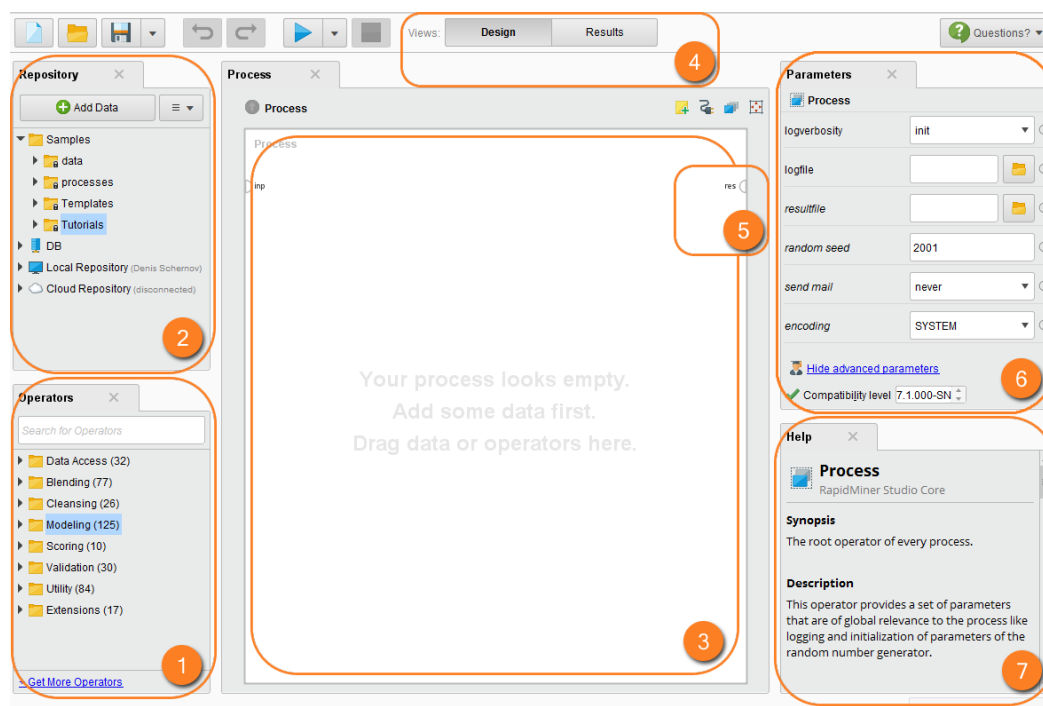 Views: Design Results
4
Questions?
Repository
Add Data
Samples
data
processes
Templates
Tutorials
DB
Local Repository (Denis Schernov)
Cloud Repository (disconnected)
2
Operators
Search for Operators
Data Access (32)
Blending (77)
Cleansing (26)
Modeling (125)
Scoring (10)
Validation (30)
Utility (84)
Extensions (17)
1
Get More Operators
Process
Process
Process
inp
res
5
Your process looks empty.
Add some data first.
Drag data or operators here.
3
Parameters
Process
logverbosity init
logfile
resultfile
random seed 2001
send mail never
encoding SYSTEM
Hide advanced parameters
6
Compatibility level 7.1.000-SN
Help
Process
RapidMiner Studio Core
Synopsis
The root operator of every process.
Description
This operator provides a set of parameters
that are of global relevance to the process like
logging and initialization of parameters of the
random number generator.
7